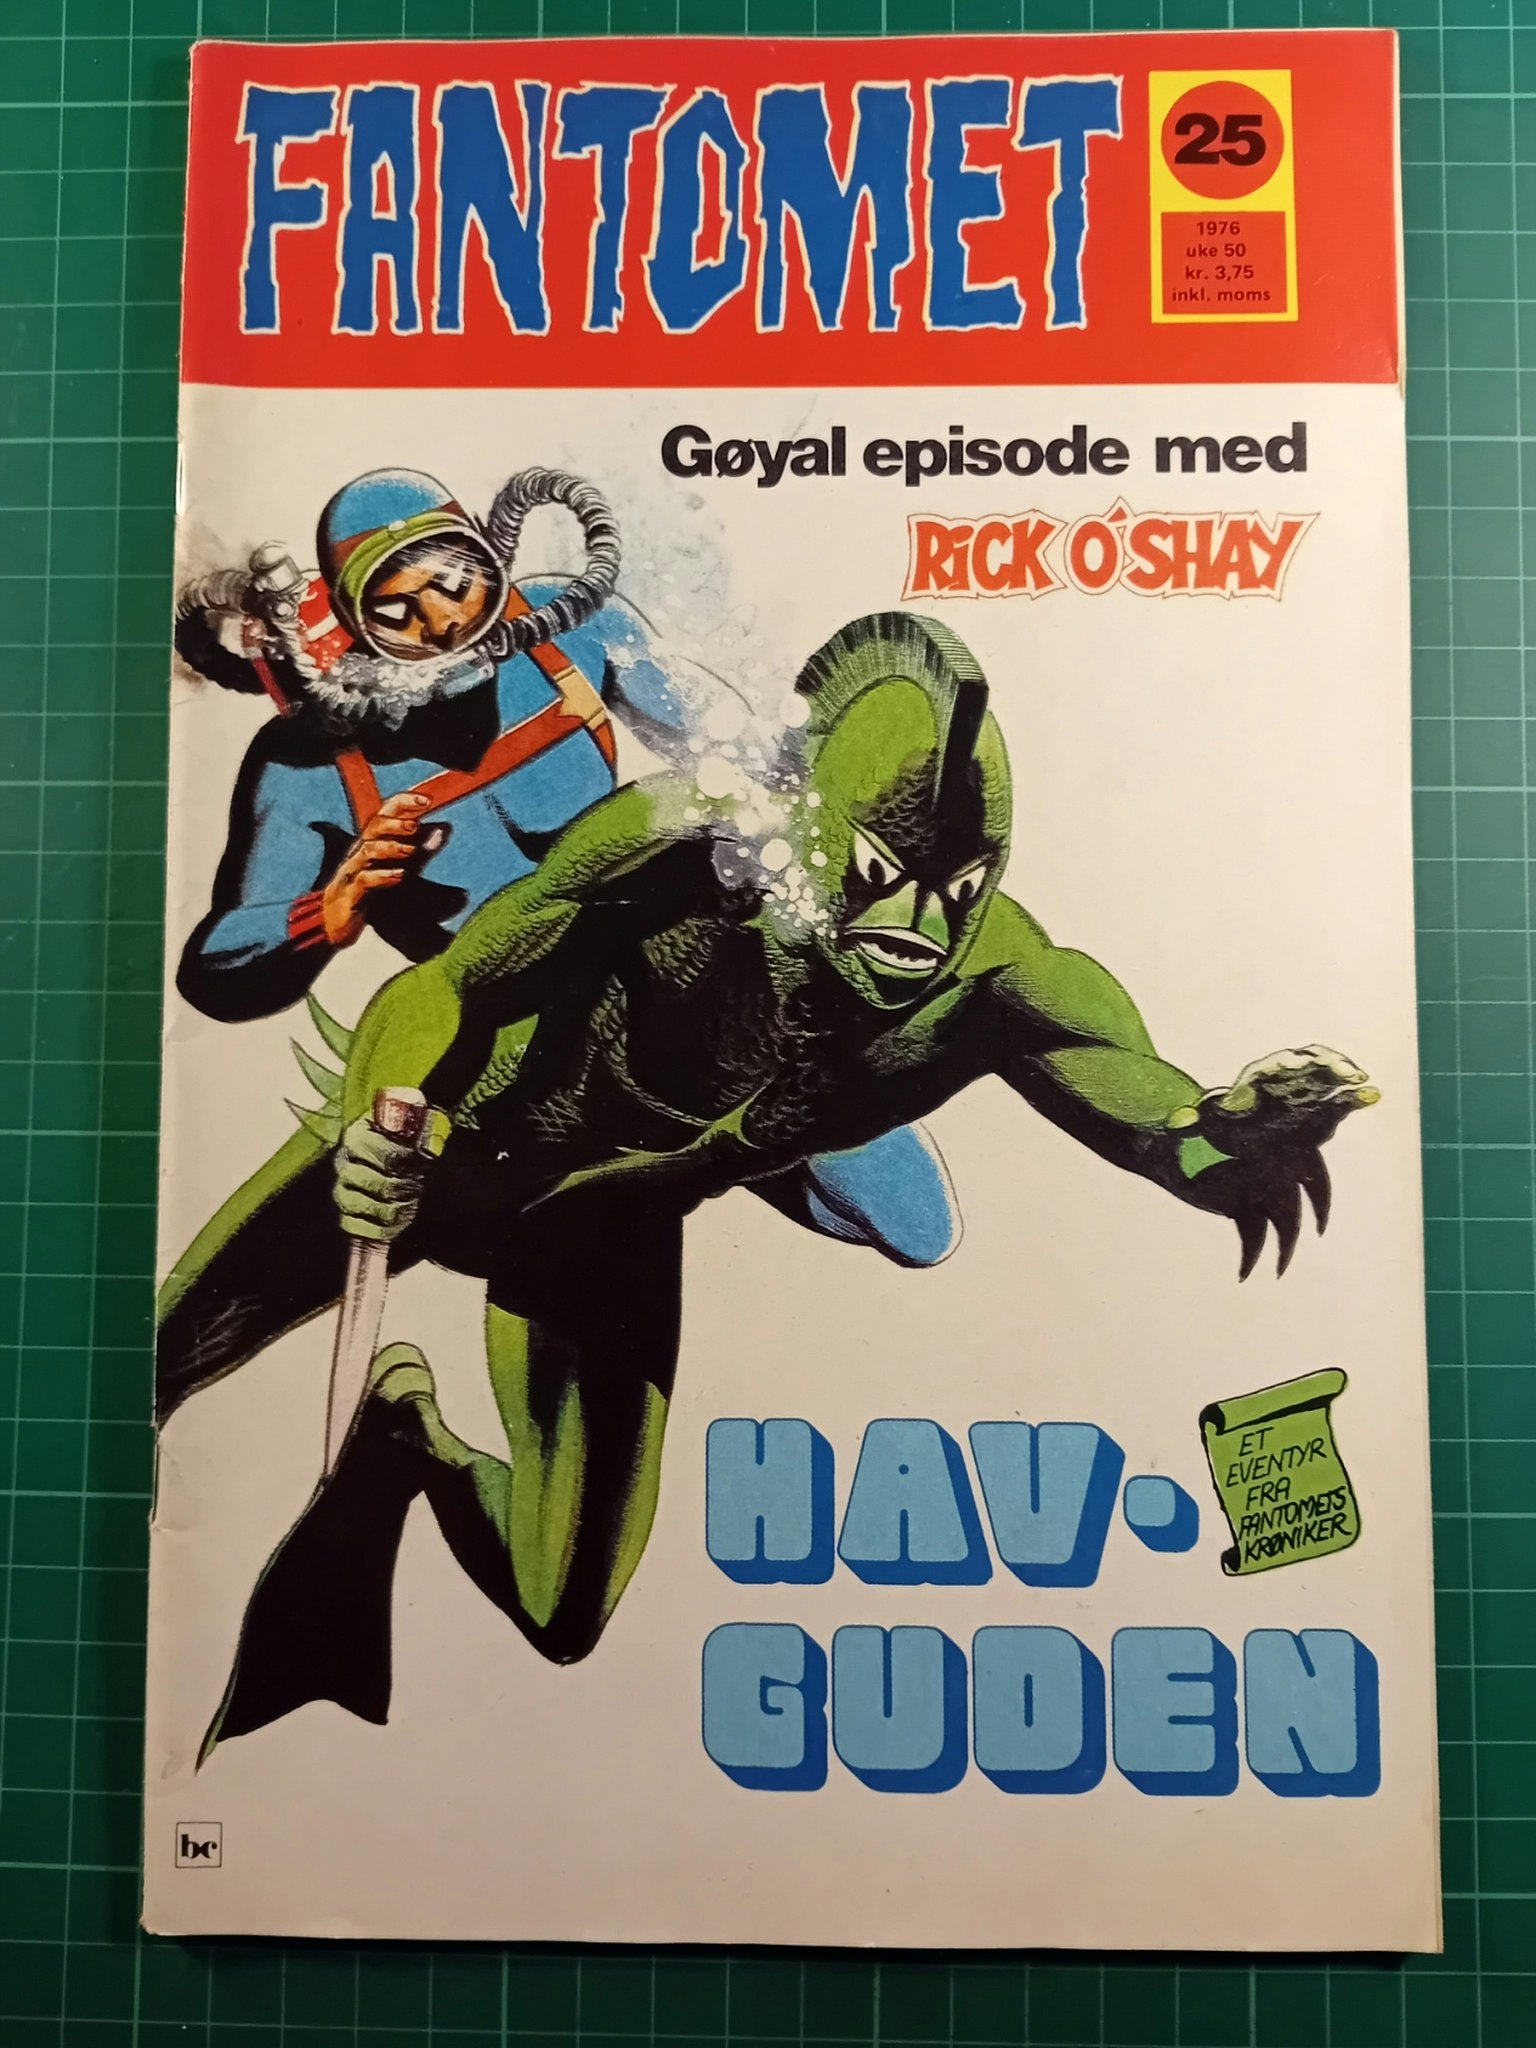 FANTOMET
25
1976
uke 50
kr. 3,75
inkl. moms
Gøyal episode med
RICK O'SHAY
ET
EVENTYR
FRA
FANTOMETS
KRØNIKER
HAV-
GUDEN
bc